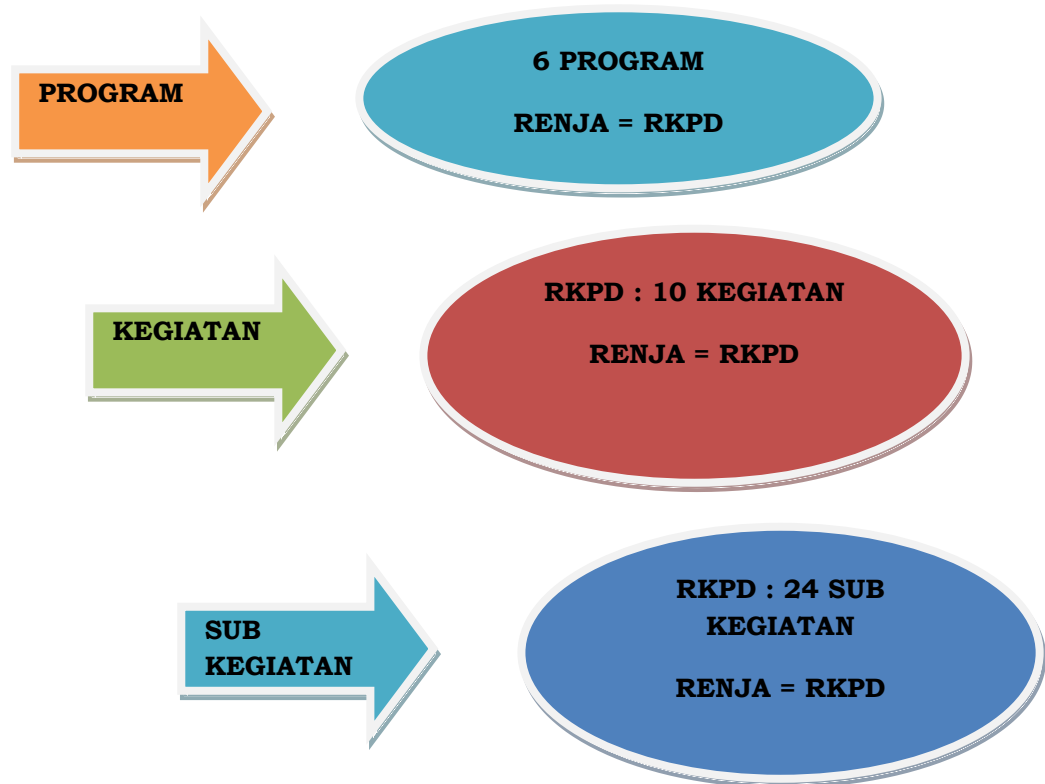 PROGRAM
6 PROGRAM
RENJA = RKPD
KEGIATAN
RKPD : 10 KEGIATAN
RENJA = RKPD
SUB
KEGIATAN
RKPD : 24 SUB
KEGIATAN
RENJA = RKPD